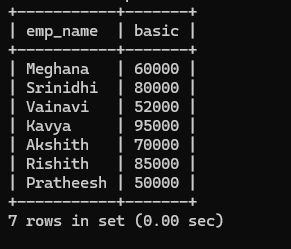 +-----------+-------+
| emp_name  | basic |
+-----------+-------+
| Meghana   | 60000 |
| Srinidhi  | 80000 |
| Vainavi   | 52000 |
| Kavya     | 95000 |
| Akshith   | 70000 |
| Rishith   | 85000 |
| Pratheesh | 50000 |
+-----------+-------+
7 rows in set (0.00 sec)